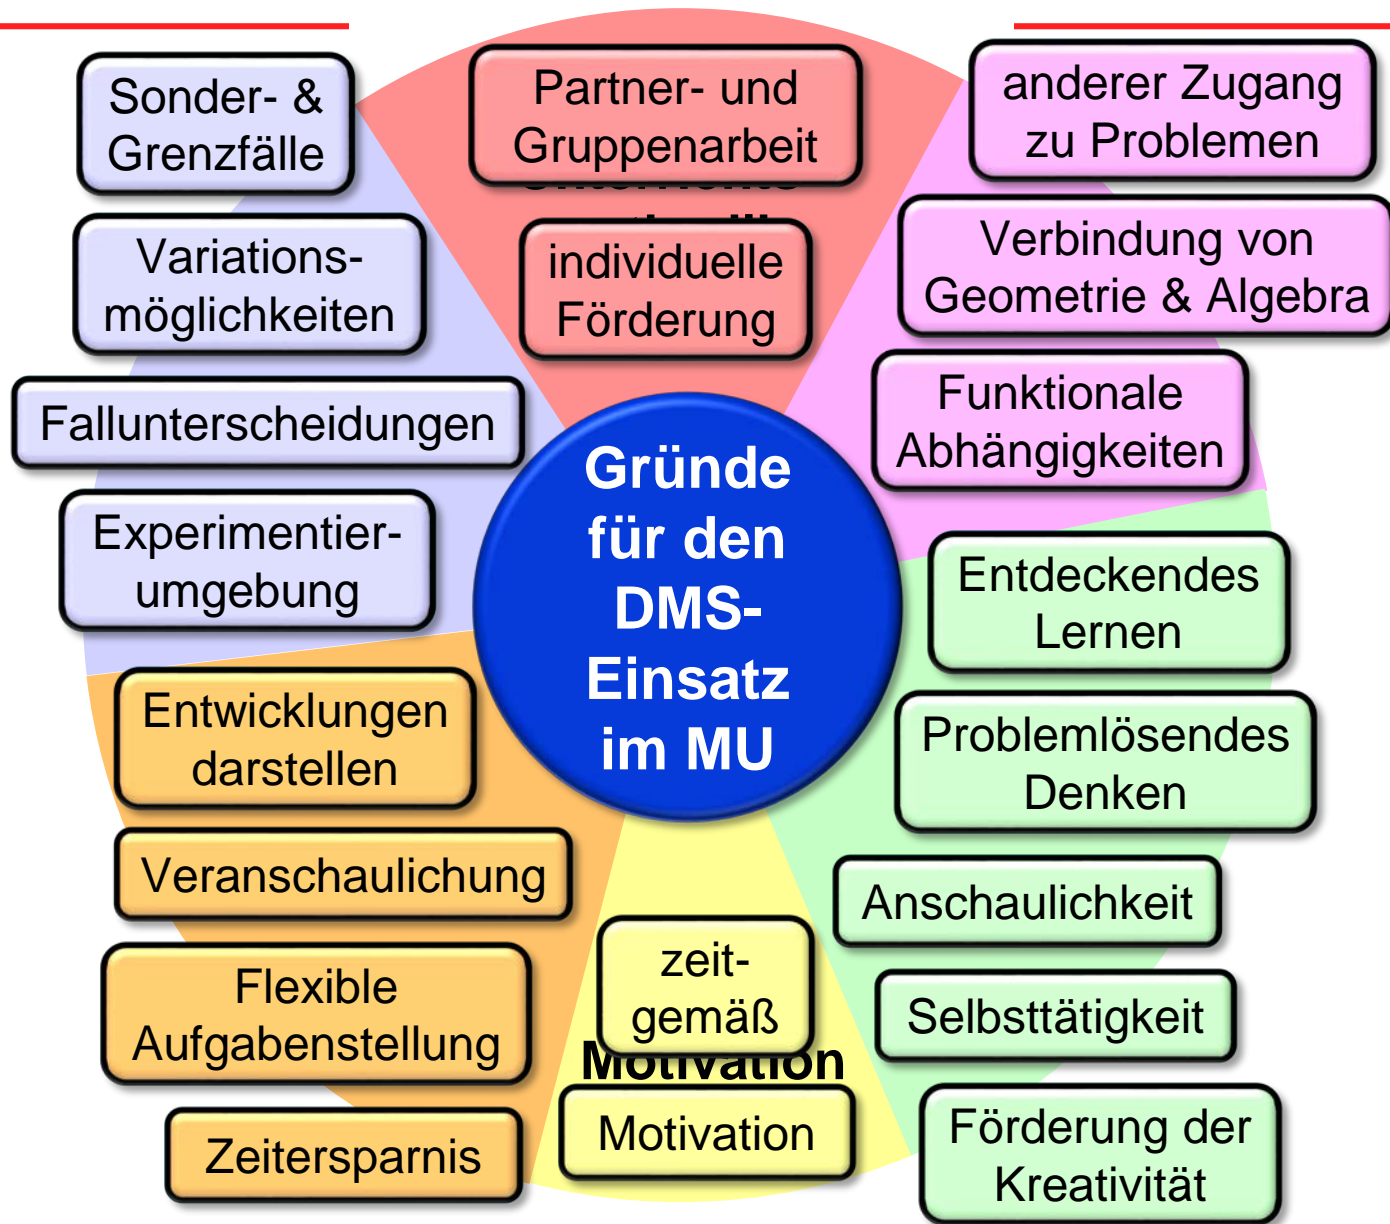 Sonder- &
Grenzfälle
Variations-
möglichkeiten
Fallunterscheidungen
Experimentier-
umgebung
Partner- und
Gruppenarbeit
individuelle
Förderung
anderer Zugang
zu Problemen
Verbindung von
Geometrie & Algebra
Funktionale
Abhängigkeiten
Gründe
für den
DMS-
Einsatz
im MU
Entdeckendes
Lernen
Problemlösendes
Denken
Anschaulichkeit
Selbsttätigkeit
Förderung der
Kreativität
Entwicklungen
darstellen
Veranschaulichung
Flexible
Aufgabenstellung
Zeitersparnis
zeit-
gemäß
Motivation
Motivation